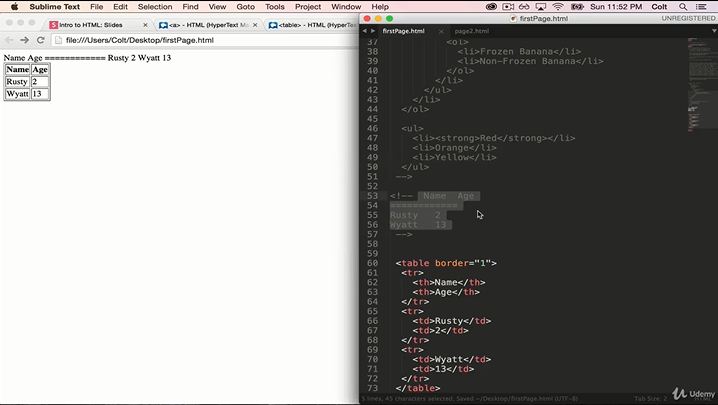 Sublime Text File Edit Selection Find View Goto Tools Project Window Help
Sun 11:52 PM Colt
Intro to HTML: Slides
<a> - HTML (HyperText Ma
<table> - HTML (HyperText
file:///Users/Colt/Desktop/firstPage.html
Name Age ============ Rusty 2 Wyatt 13
Name Age
Rusty 2
Wyatt 13
firstPage.html
UNREGISTERED
firstPage.html page2.html
37 <ol>
38 <li>Frozen Banana</li>
39 <li>Non-Frozen Banana</li>
40 </ol>
41 </li>
42 </ul>
43 </li>
44 </ol>
45
46 <ul>
47 <li><strong>Red</strong></li>
48 <li>Orange</li>
49 <li>Yellow</li>
50 </ul>
51 -->
52
53 <!-- Name Age
54 ============
55 Rusty 2
56 Wyatt 13
57 -->
58
59
60 <table border="1">
61 <tr>
62 <th>Name</th>
63 <th>Age</th>
64 </tr>
65 <tr>
66 <td>Rusty</td>
67 <td>2</td>
68 </tr>
69 <tr>
70 <td>Wyatt</td>
71 <td>13</td>
72 </tr>
73 </table>
5 lines, 45 characters selected; Saved ~/Desktop/firstPage.html (UTF-8)
Tab Size: 2
Udemy